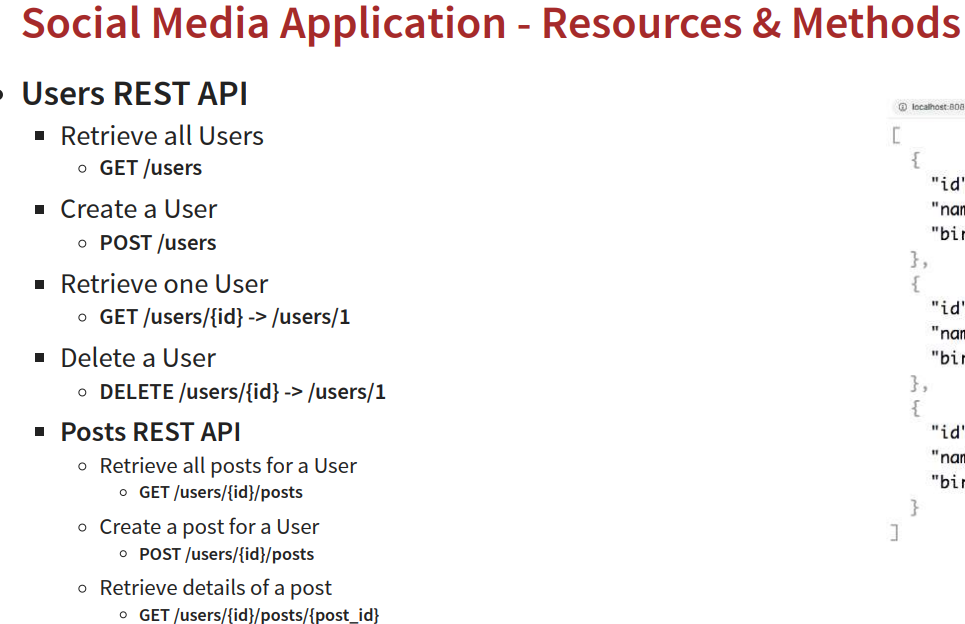 Social Media Application - Resources & Methods
Users REST API
Retrieve all Users
GET /users
Create a User
POST /users
Retrieve one User
GET /users/{id} -> /users/1
Delete a User
DELETE /users/{id} -> /users/1
Posts REST API
Retrieve all posts for a User
GET /users/{id}/posts
Create a post for a User
POST /users/{id}/posts
Retrieve details of a post
GET /users/{id}/posts/{post_id}
localhost:808
[
{
"id"
"nam
"bir
},
{
"id"
"nam
"bir
},
{
"id"
"nam
"bir
}
]